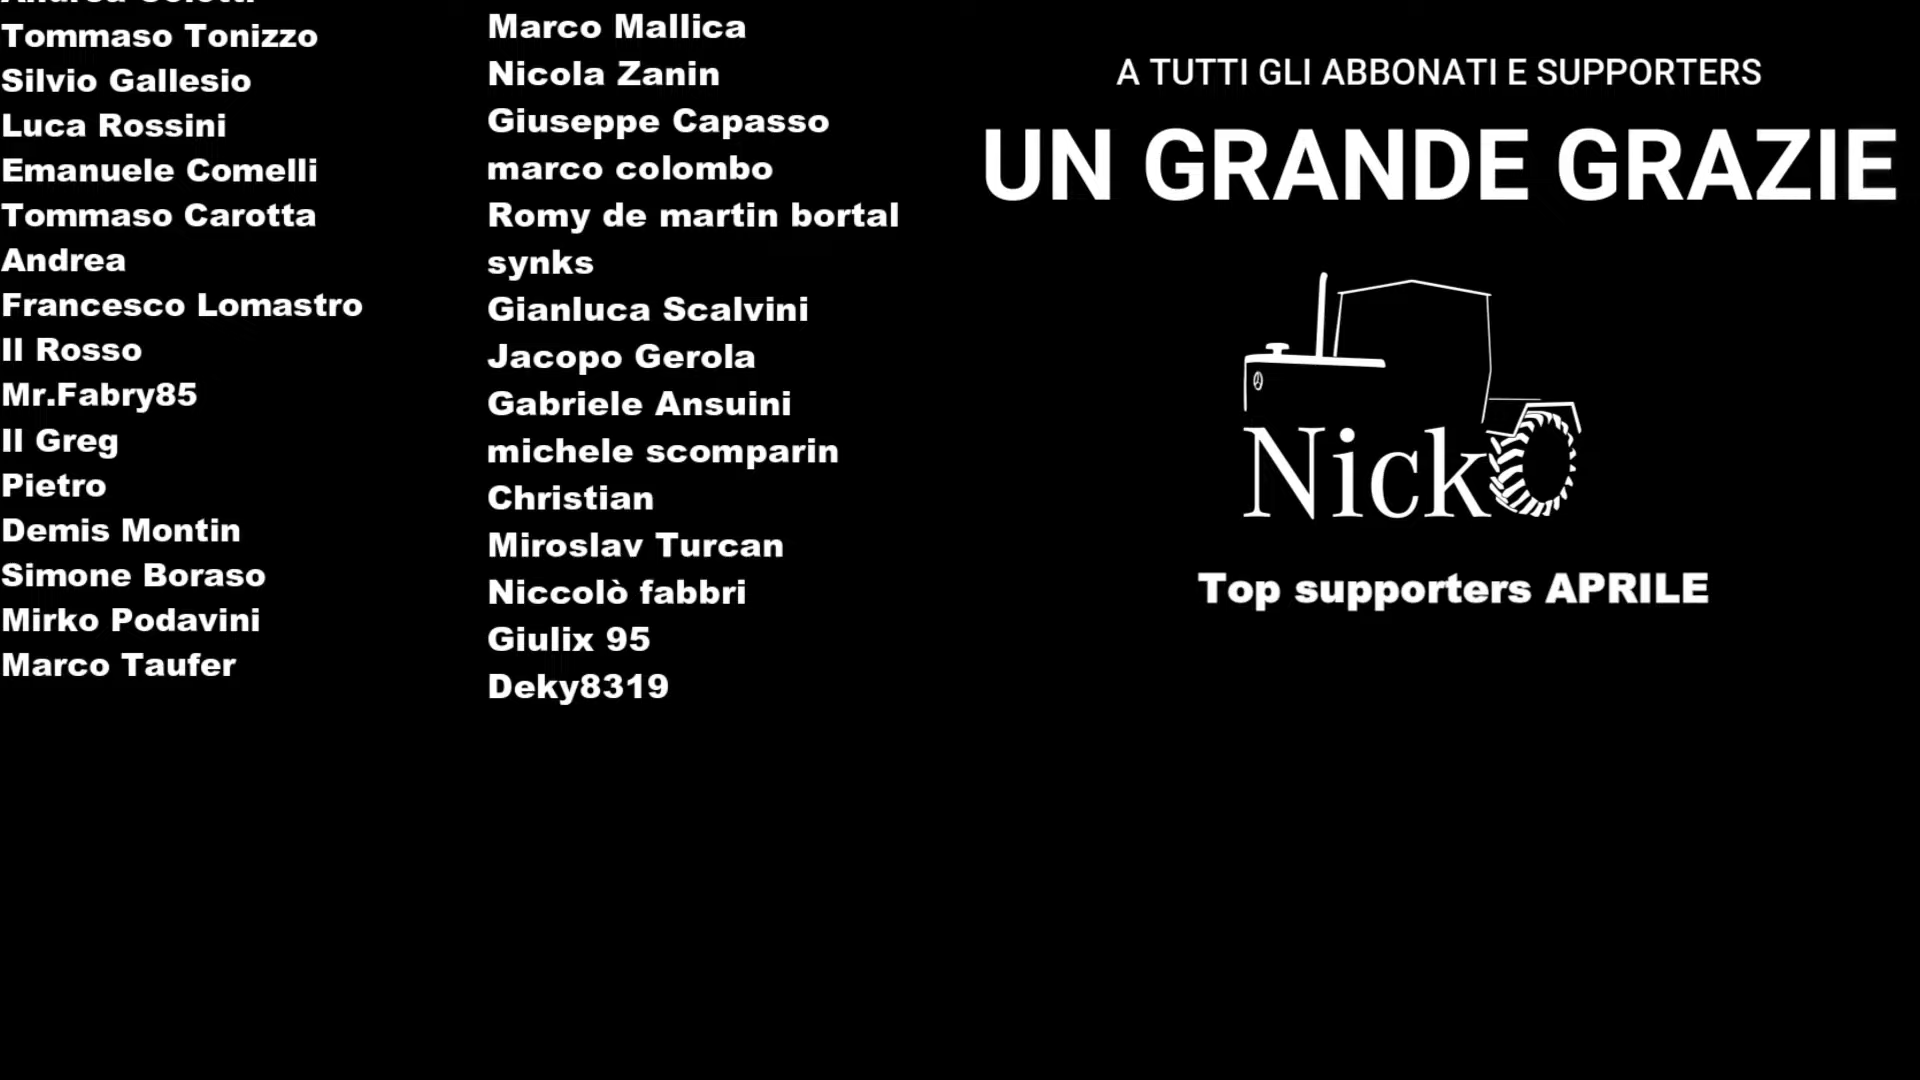 Tommaso Tonizzo
Silvio Gallesio
Luca Rossini
Emanuele Comelli
Tommaso Carotta
Andrea
Francesco Lomastro
Il Rosso
Mr.Fabry85
Il Greg
Pietro
Demis Montin
Simone Boraso
Mirko Podavini
Marco Taufer
Marco Mallica
Nicola Zanin
Giuseppe Capasso
marco colombo
Romy de martin bortal
synks
Gianluca Scalvini
Jacopo Gerola
Gabriele Ansuini
michele scomparin
Christian
Miroslav Turcan
Niccolò fabbri
Giulix 95
Deky8319
A TUTTI GLI ABBONATI E SUPPORTERS
UN GRANDE GRAZIE
NickO
Top supporters APRILE